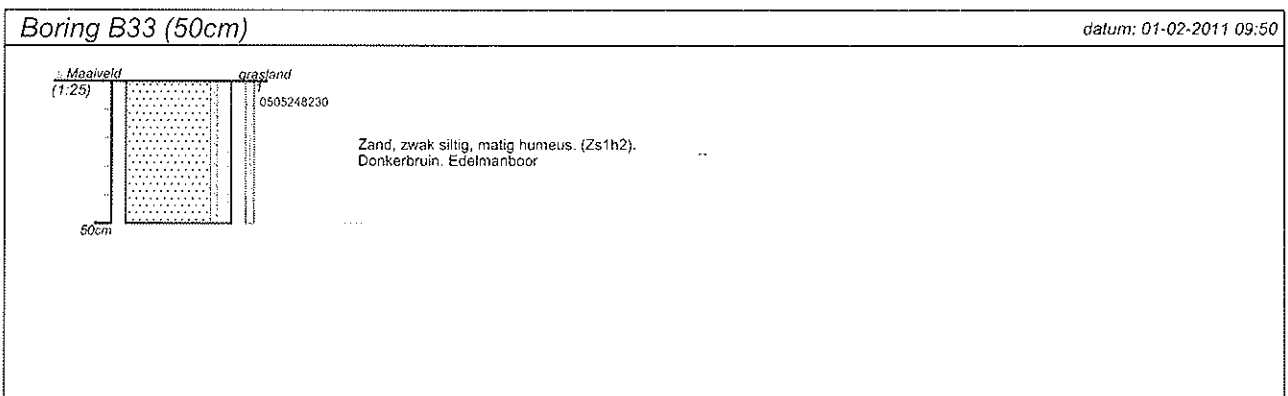 Boring B33 (50cm)
datum: 01-02-2011 09:50
Maaiveld
grasland
(1:25)
1
0505248230
Zand, zwak siltig, matig humeus. (Zs1h2).
Donkerbruin. Edelmanboor
50cm